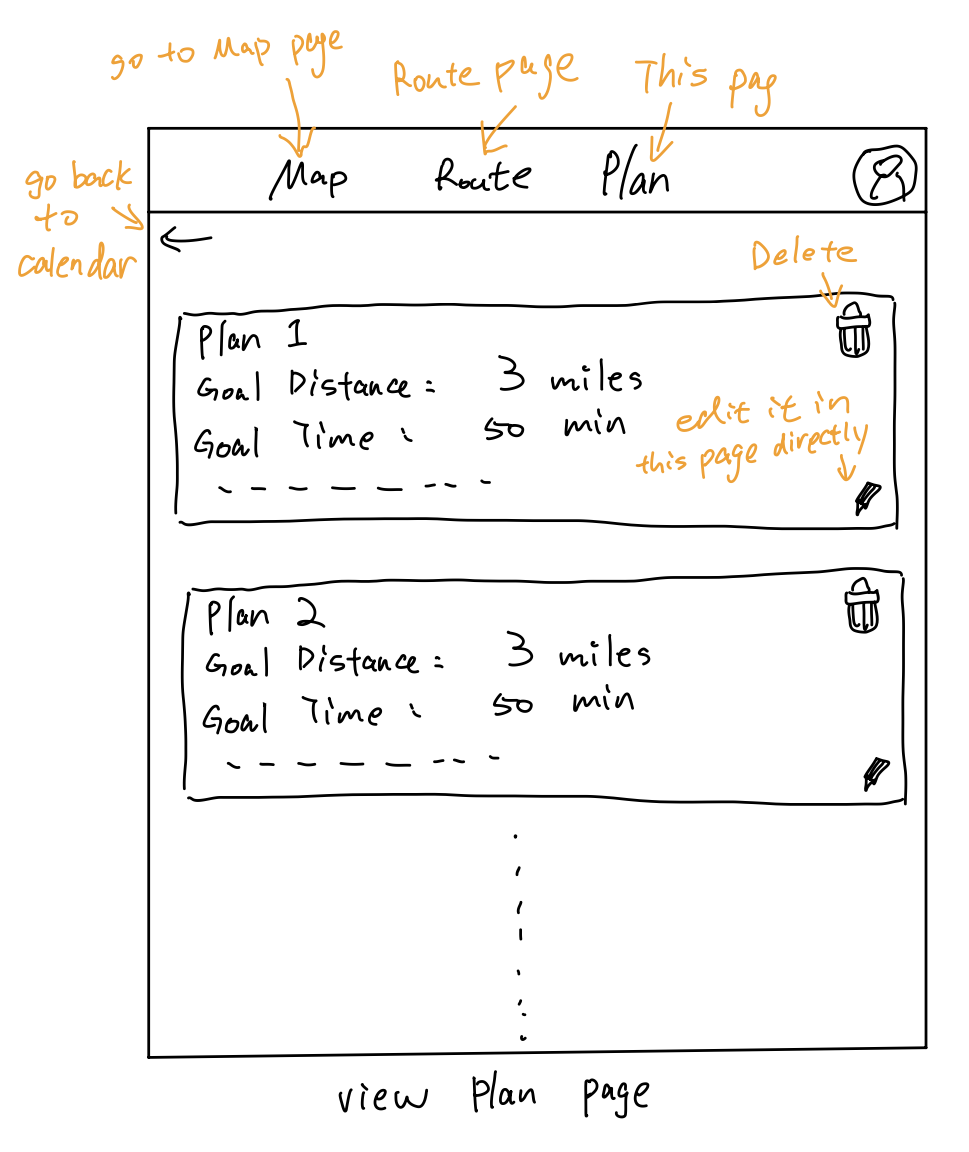 go to Map page
Route page
This pag
Map Route Plan
go back
to
calendar
Delete
Plan 1
Goal Distance: 3 miles
Goal Time: 50 min
edit it in
this page directly
Plan 2
Goal Distance: 3 miles
Goal Time: 50 min
view Plan page